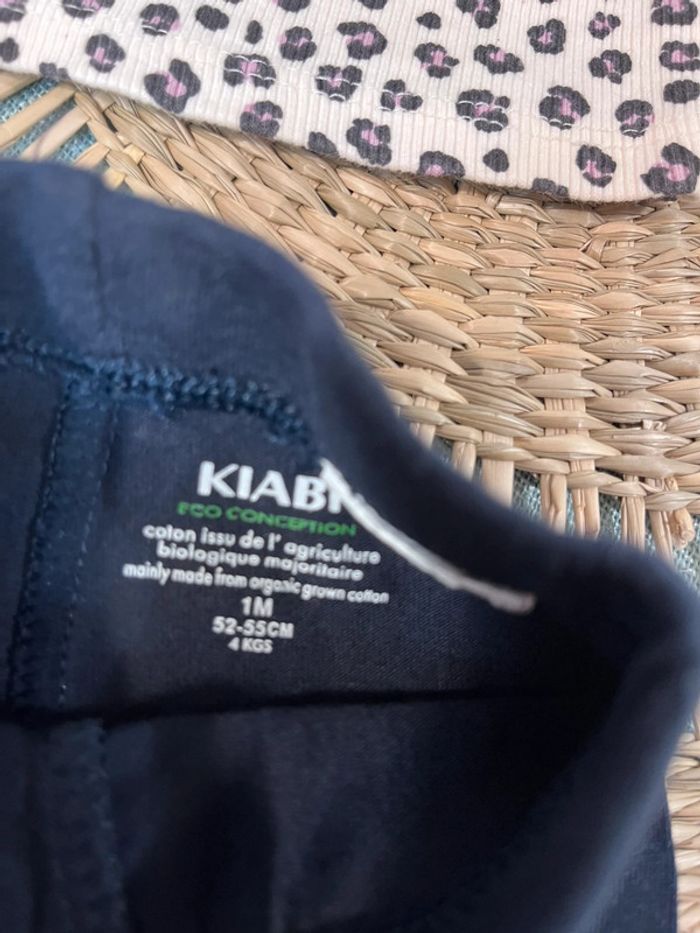 KIABI
ECO CONCEPTION
coton issu de l' agriculture
biologique majoritaire
mainly made from organic grown cotton
1M
52-55CM
4 KGS